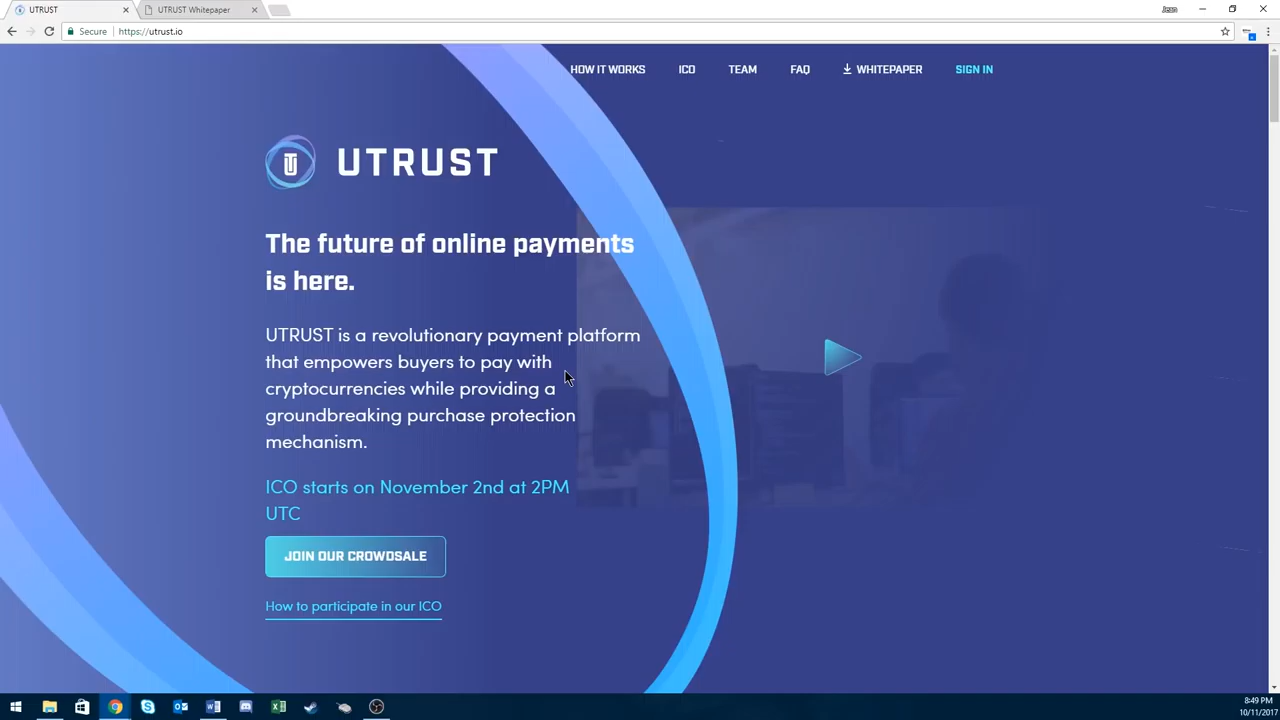 UTRUST
UTRUST Whitepaper
Jean
Secure
https://utrust.io
HOW IT WORKS
ICO
TEAM
FAQ
WHITEPAPER
SIGN IN
UTRUST
The future of online payments
is here.
UTRUST is a revolutionary payment platform
that empowers buyers to pay with
cryptocurrencies while providing a
groundbreaking purchase protection
mechanism.
ICO starts on November 2nd at 2PM
UTC
JOIN OUR CROWDSALE
How to participate in our ICO
8:49 PM
10/11/2017